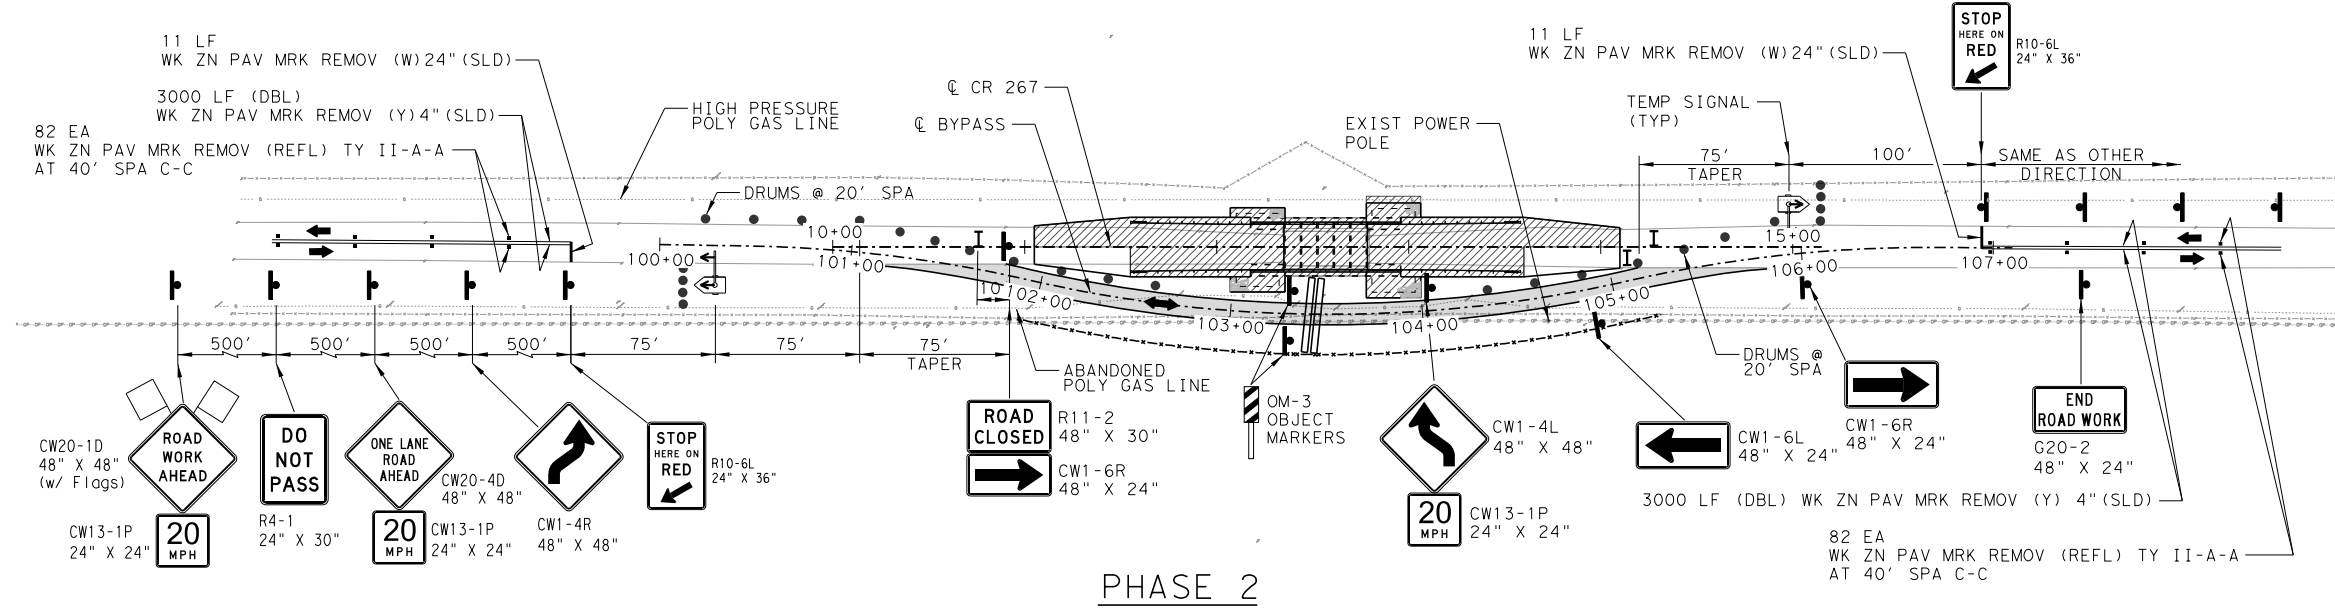 11 LF
WK ZN PAV MRK REMOV (W)24"(SLD)
3000 LF (DBL)
WK ZN PAV MRK REMOV (Y)4"(SLD)
82 EA
WK ZN PAV MRK REMOV (REFL) TY II-A-A
AT 40' SPA C-C
HIGH PRESSURE
POLY GAS LINE
DRUMS @ 20' SPA
℄ CR 267
℄ BYPASS
EXIST POWER
POLE
11 LF
WK ZN PAV MRK REMOV (W)24"(SLD)
TEMP SIGNAL
(TYP)
STOP
HERE ON
RED
R10-6L
24" X 36"
75'
TAPER
100'
SAME AS OTHER
DIRECTION
10+00
15+00
100+00
101+00
10
102+00
103+00
104+00
105+00
106+00
107+00
500'
500'
500'
500'
75'
75'
75'
TAPER
ABANDONED
POLY GAS LINE
DRUMS @
20' SPA
ROAD
WORK
AHEAD
CW20-1D
48" X 48"
(w/ Flags)
20
MPH
CW13-1P
24" X 24"
DO
NOT
PASS
R4-1
24" X 30"
ONE LANE
ROAD
AHEAD
CW20-4D
48" X 48"
20
MPH
CW13-1P
24" X 24"
CW1-4R
48" X 48"
STOP
HERE ON
RED
R10-6L
24" X 36"
ROAD
CLOSED
R11-2
48" X 30"
CW1-6R
48" X 24"
OM-3
OBJECT
MARKERS
CW1-4L
48" X 48"
20
MPH
CW13-1P
24" X 24"
CW1-6L
48" X 24"
CW1-6R
48" X 24"
END
ROAD WORK
G20-2
48" X 24"
3000 LF (DBL) WK ZN PAV MRK REMOV (Y) 4"(SLD)
82 EA
WK ZN PAV MRK REMOV (REFL) TY II-A-A
AT 40' SPA C-C
PHASE 2